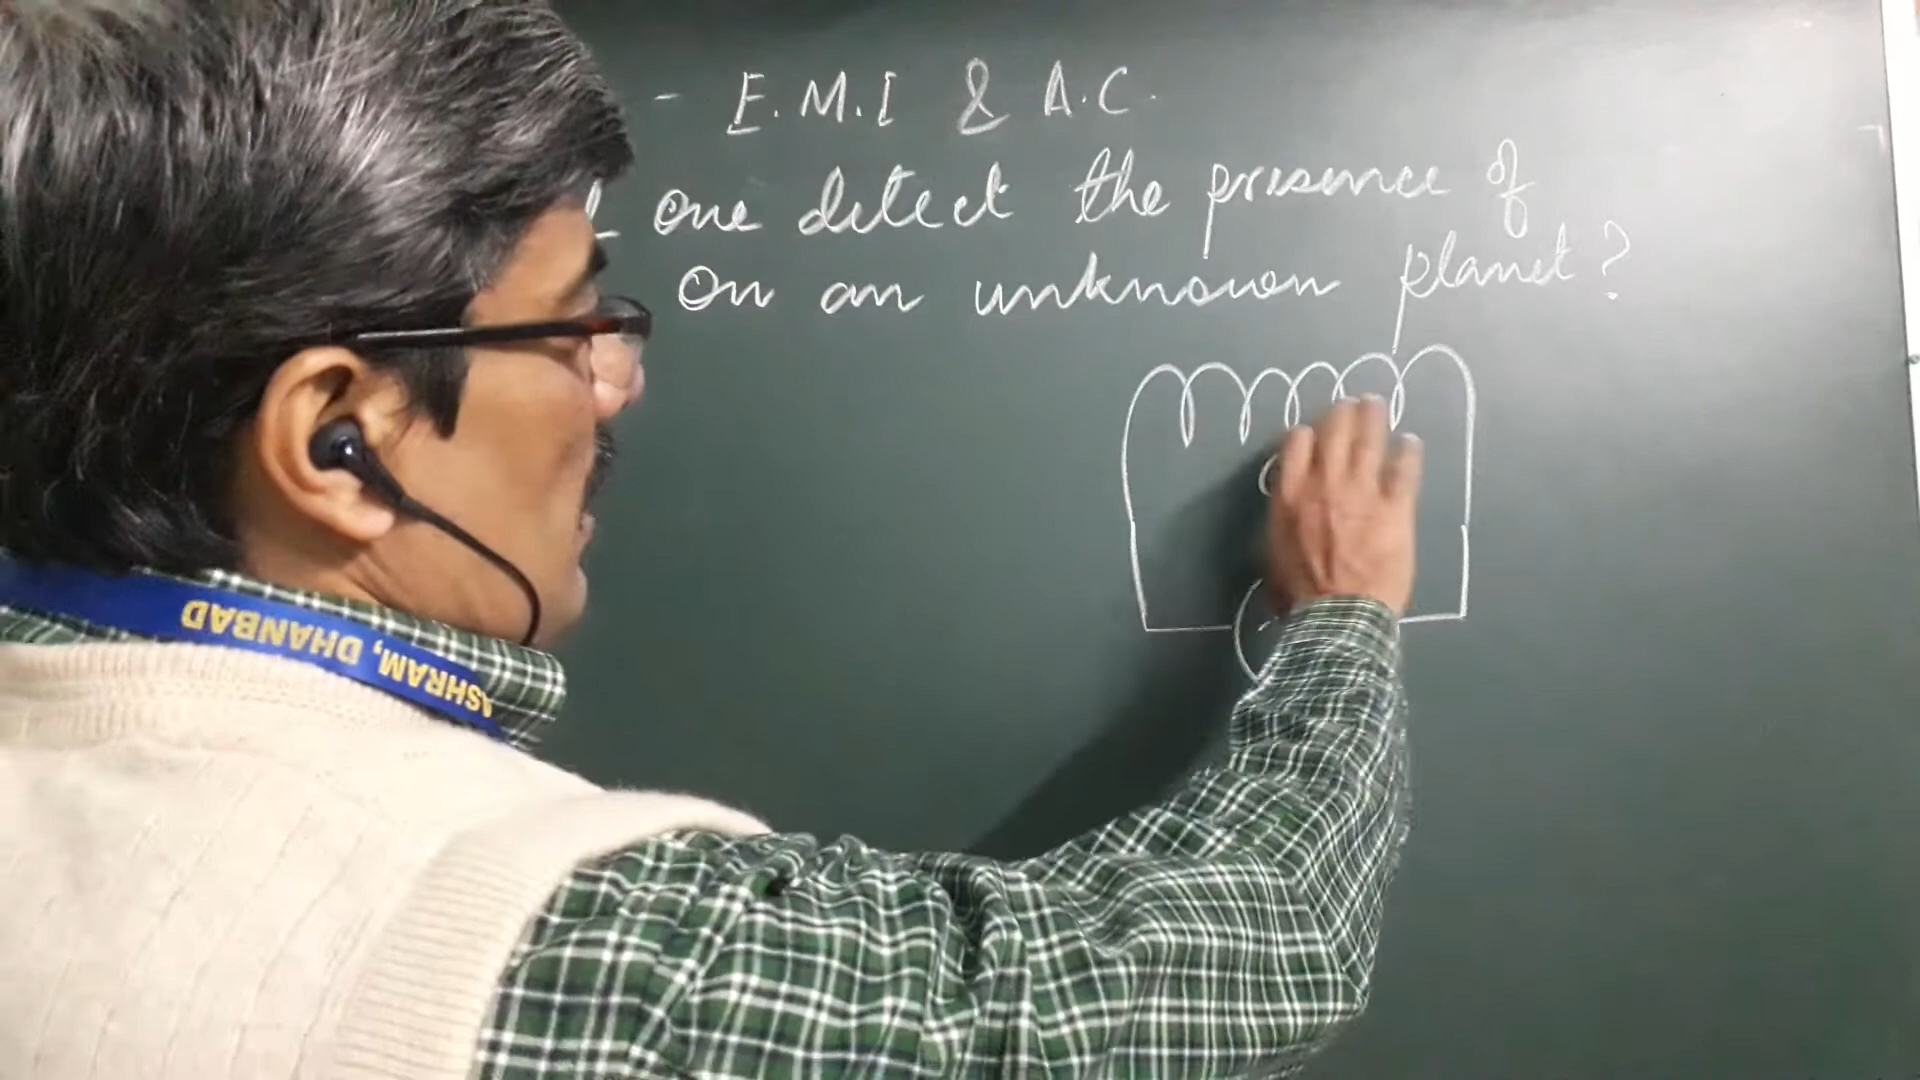 - E.M.I & A.C.
one detect the presence of
On an unknown planet?
ASHRAM, DHANBAD